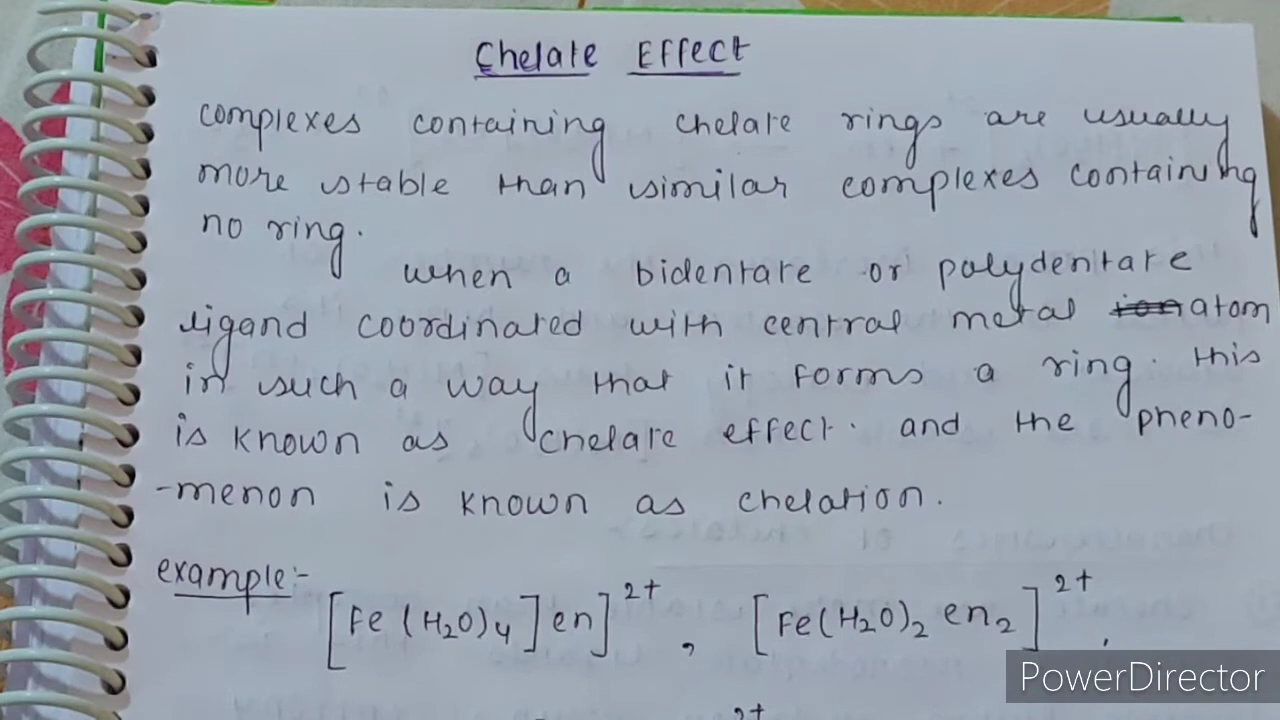 Chelate Effect
complexes containing chelate rings are usually
more stable than similar complexes containing
no ring.
when a bidentate or polydentate
ligand coordinated with central metal ion atom
in such a way that it forms a ring. this
is known as chelate effect. and the pheno-
-menon is known as chelation.
example:-
[Fe(H₂O)₄]en]²⁺, [Fe(H₂O)₂ en₂]²⁺,
PowerDirector
2+